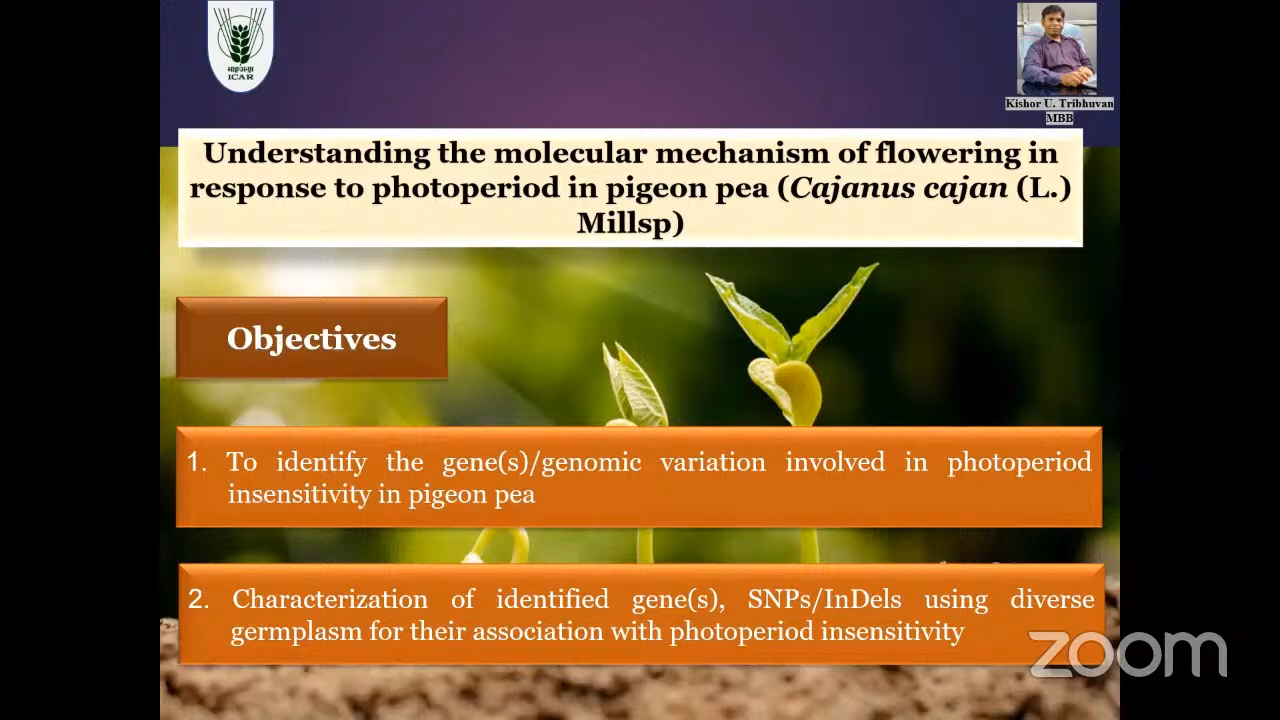 ICAR
Kishor U. Tribhuvan
MBB
Understanding the molecular mechanism of flowering in
response to photoperiod in pigeon pea (Cajanus cajan (L.)
Millsp)
Objectives
1. To identify the gene(s)/genomic variation involved in photoperiod
insensitivity in pigeon pea
2. Characterization of identified gene(s), SNPs/InDels using diverse
germplasm for their association with photoperiod insensitivity
zoom